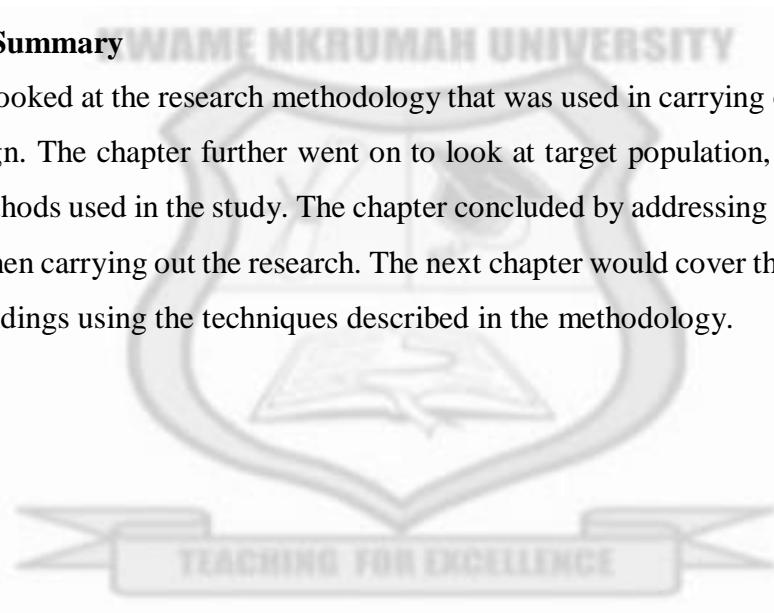 Summary
KWAME NKRUMAH UNIVERSITY
ooked at the research methodology that was used in carrying
gn. The chapter further went on to look at target population,
thods used in the study. The chapter concluded by addressing
hen carrying out the research. The next chapter would cover th
dings using the techniques described in the methodology.
TEACHING FOR EXCELLENCE